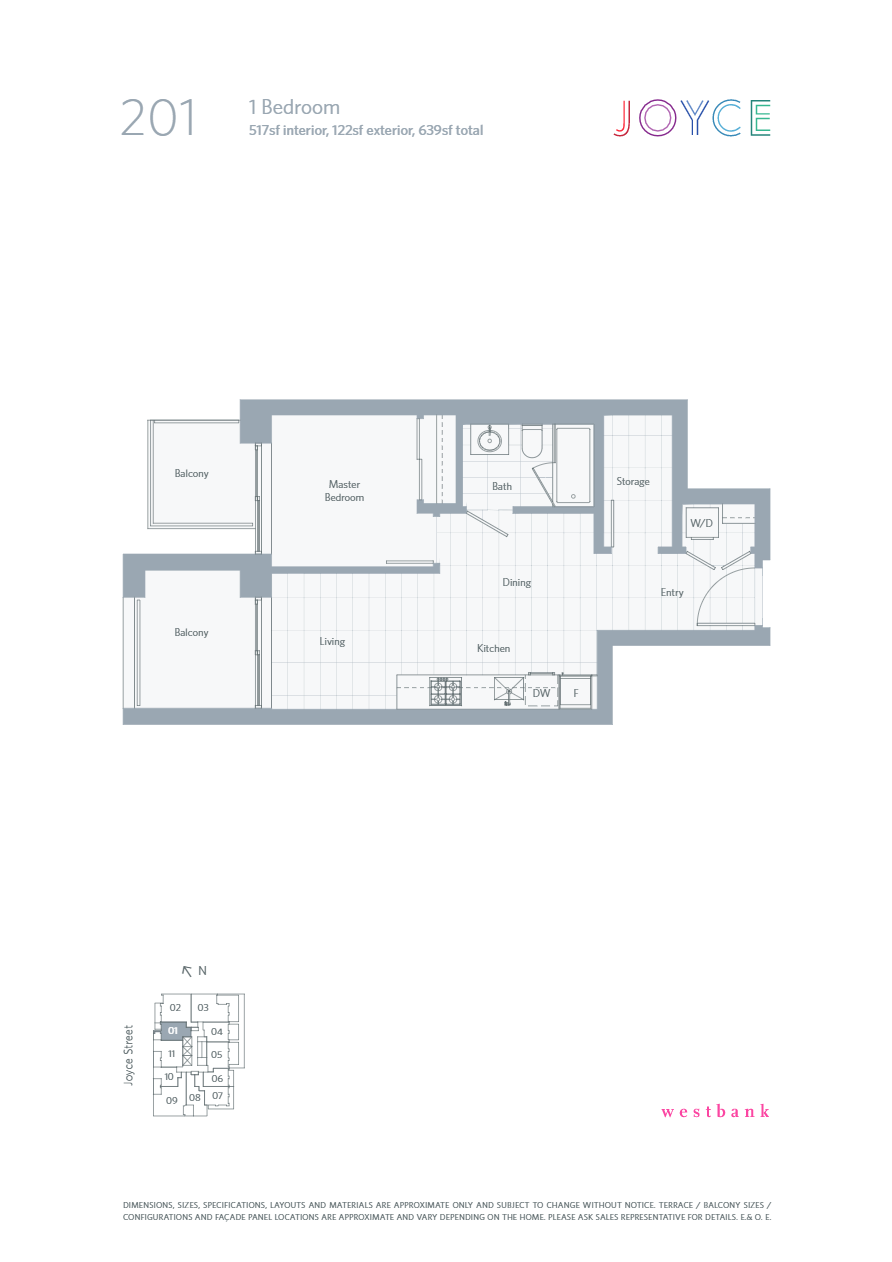 201
1 Bedroom
517sf interior, 122sf exterior, 639sf total
JOYCE
Balcony
Master
Bedroom
Bath
Storage
W/D
Dining
Entry
Balcony
Living
Kitchen
DW
F
N
Joyce Street
02
03
01
04
11
05
10
06
09
08
07
westbank
DIMENSIONS, SIZES, SPECIFICATIONS, LAYOUTS AND MATERIALS ARE APPROXIMATE ONLY AND SUBJECT TO CHANGE WITHOUT NOTICE. TERRACE / BALCONY SIZES /
CONFIGURATIONS AND FAÇADE PANEL LOCATIONS ARE APPROXIMATE AND VARY DEPENDING ON THE HOME. PLEASE ASK SALES REPRESENTATIVE FOR DETAILS. E.& O. E.